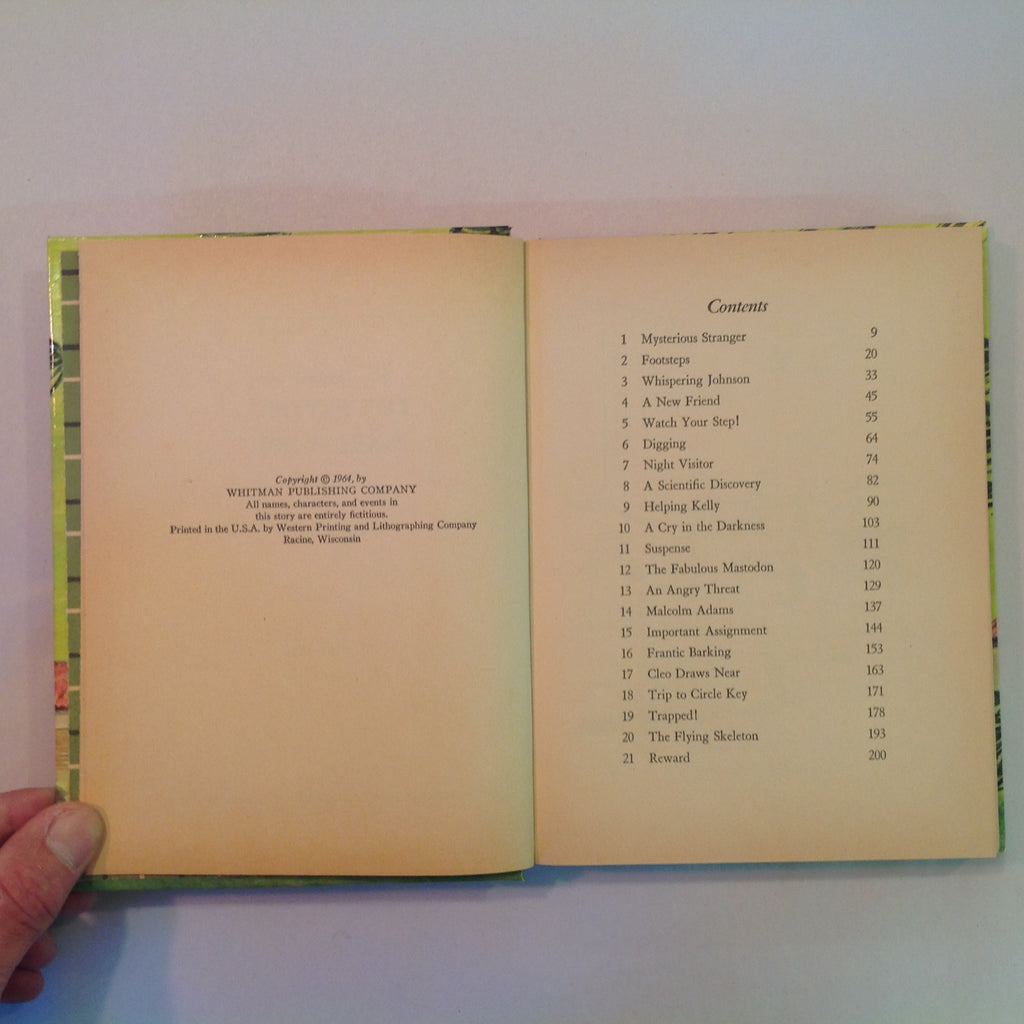 Copyright © 1964, by
WHITMAN PUBLISHING COMPANY
All names, characters, and events in
this story are entirely fictitious.
Printed in the U.S.A. by Western Printing and Lithographing Company
Racine, Wisconsin
Contents
1 Mysterious Stranger 9
2 Footsteps 20
3 Whispering Johnson 33
4 A New Friend 45
5 Watch Your Step! 55
6 Digging 64
7 Night Visitor 74
8 A Scientific Discovery 82
9 Helping Kelly 90
10 A Cry in the Darkness 103
11 Suspense 111
12 The Fabulous Mastodon 120
13 An Angry Threat 129
14 Malcolm Adams 137
15 Important Assignment 144
16 Frantic Barking 153
17 Cleo Draws Near 163
18 Trip to Circle Key 171
19 Trapped! 178
20 The Flying Skeleton 193
21 Reward 200